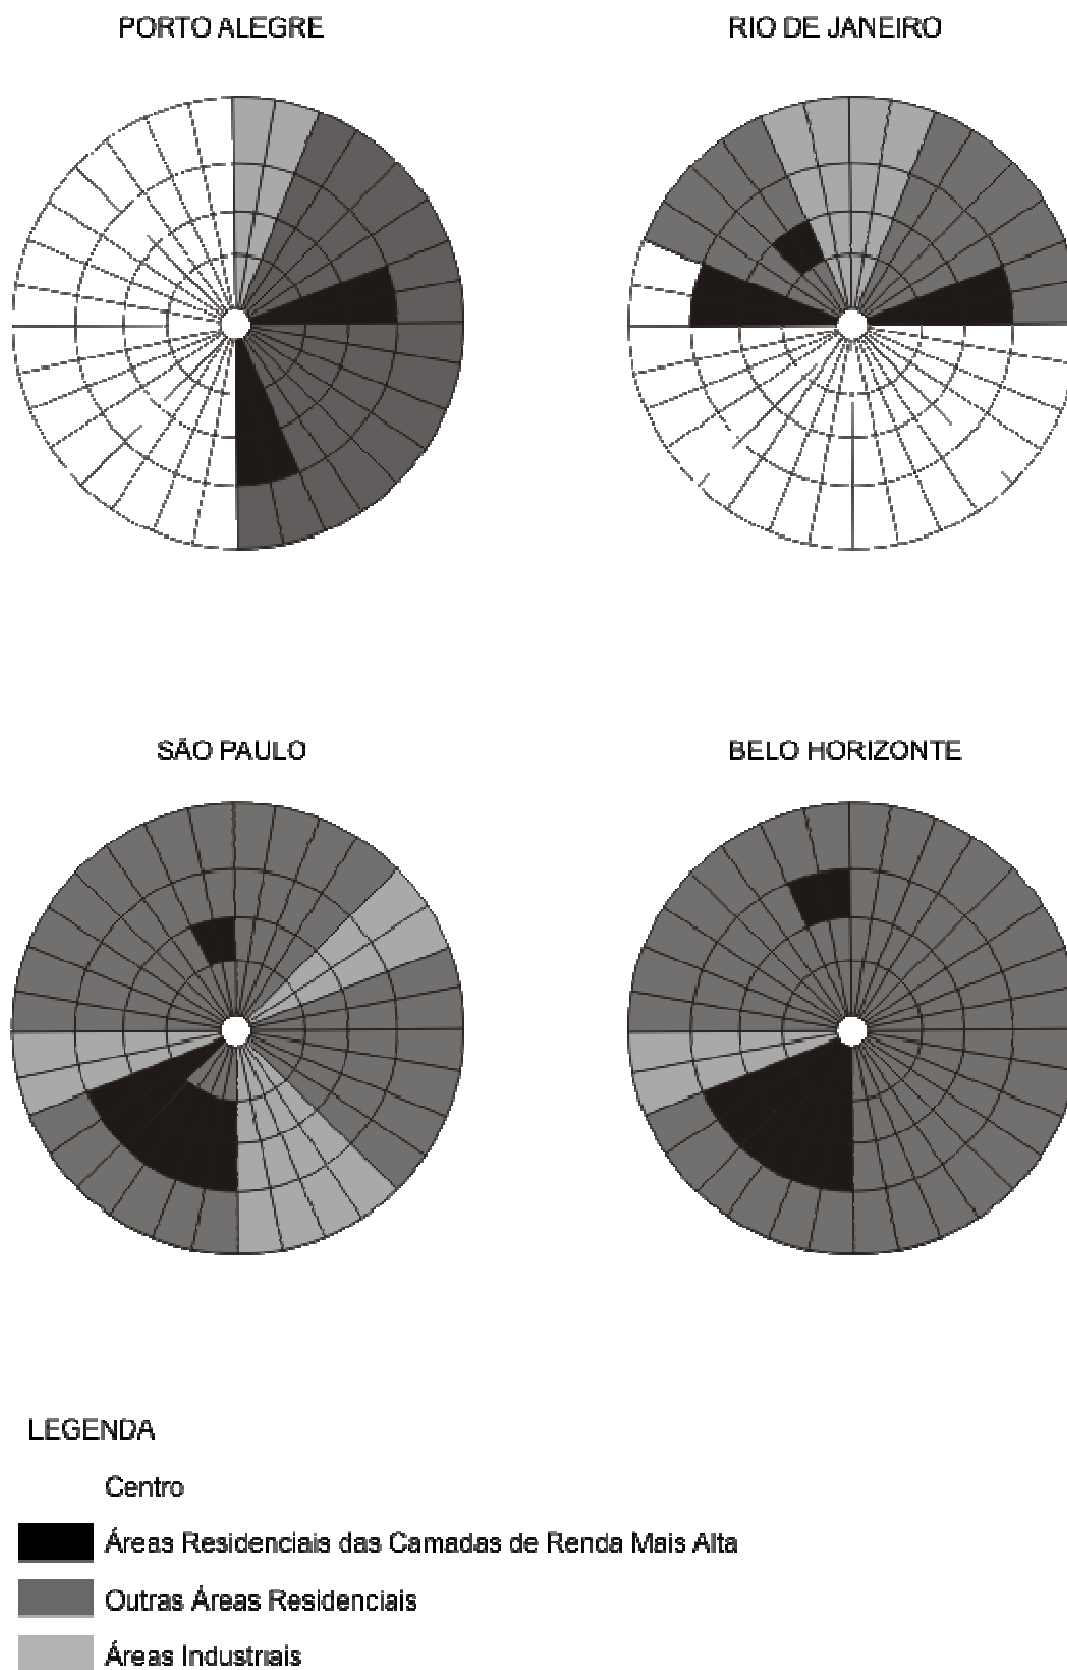 PORTO ALEGRE
RIO DE JANEIRO
SÃO PAULO
BELO HORIZONTE
LEGENDA
Centro
Áreas Residenciais das Camadas de Renda Mais Alta
Outras Áreas Residenciais
Áreas Industriais